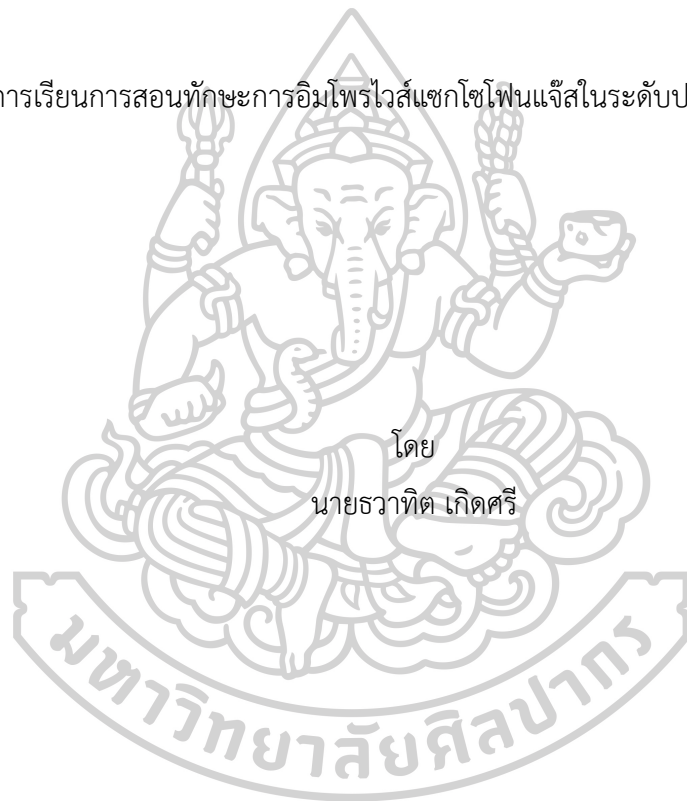 การเรียนการสอนทักษะการอิมโพรไวส์แซกโซโฟนแจ๊สในระดับป
โดย
นายธวาทิต เกิดศรี
มหาวิทยาลัยศิลปากร